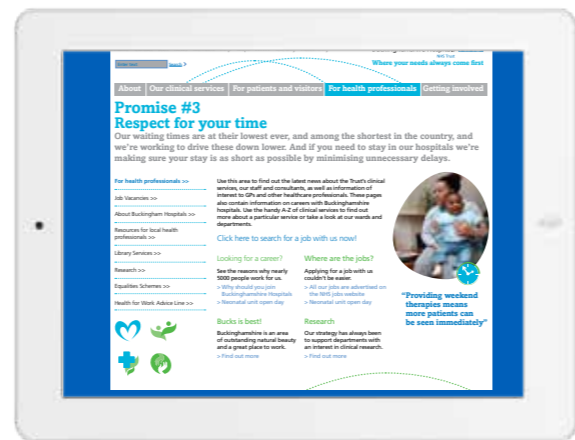 NHS Trust
Where your needs always come first
Enter text
Search >
About
Our clinical services
For patients and visitors
For health professionals
Getting involved
Promise #3
Respect for your time
Our waiting times are at their lowest ever, and among the shortest in the country, and
we're working to drive these down lower. And if you need to stay in our hospitals we're
making sure your stay is as short as possible by minimising unnecessary delays.
For health professionals >>
Job Vacancies >>
About Buckingham Hospitals >>
Resources for local health
professionals >>
Library Services >>
Research >>
Equalities Schemes >>
Health for Work Advice Line >>
Use this area to find out the latest news about the Trust's clinical
services, our staff and consultants, as well as information of
interest to GPs and other healthcare professionals. These pages
also contain information on careers with Buckinghamshire
hospitals. Use the handy A-Z of clinical services to find out
more about a particular service or take a look at our wards and
departments.
Click here to search for a job with us now!
Looking for a career?
See the reasons why nearly
5000 people work for us.
> Why should you join
Buckinghamshire Hospitals
> Neonatal unit open day
Where are the jobs?
Applying for a job with us
couldn't be easier.
> All our jobs are advertised on
the NHS jobs website
> Neonatal unit open day
Bucks is best!
Buckinghamshire is an area
of outstanding natural beauty
and a great place to work.
> Find out more
Research
Our strategy has always been
to support departments with
an interest in clinical research.
> Find out more
"Providing weekend
therapies means
more patients can
be seen immediately"